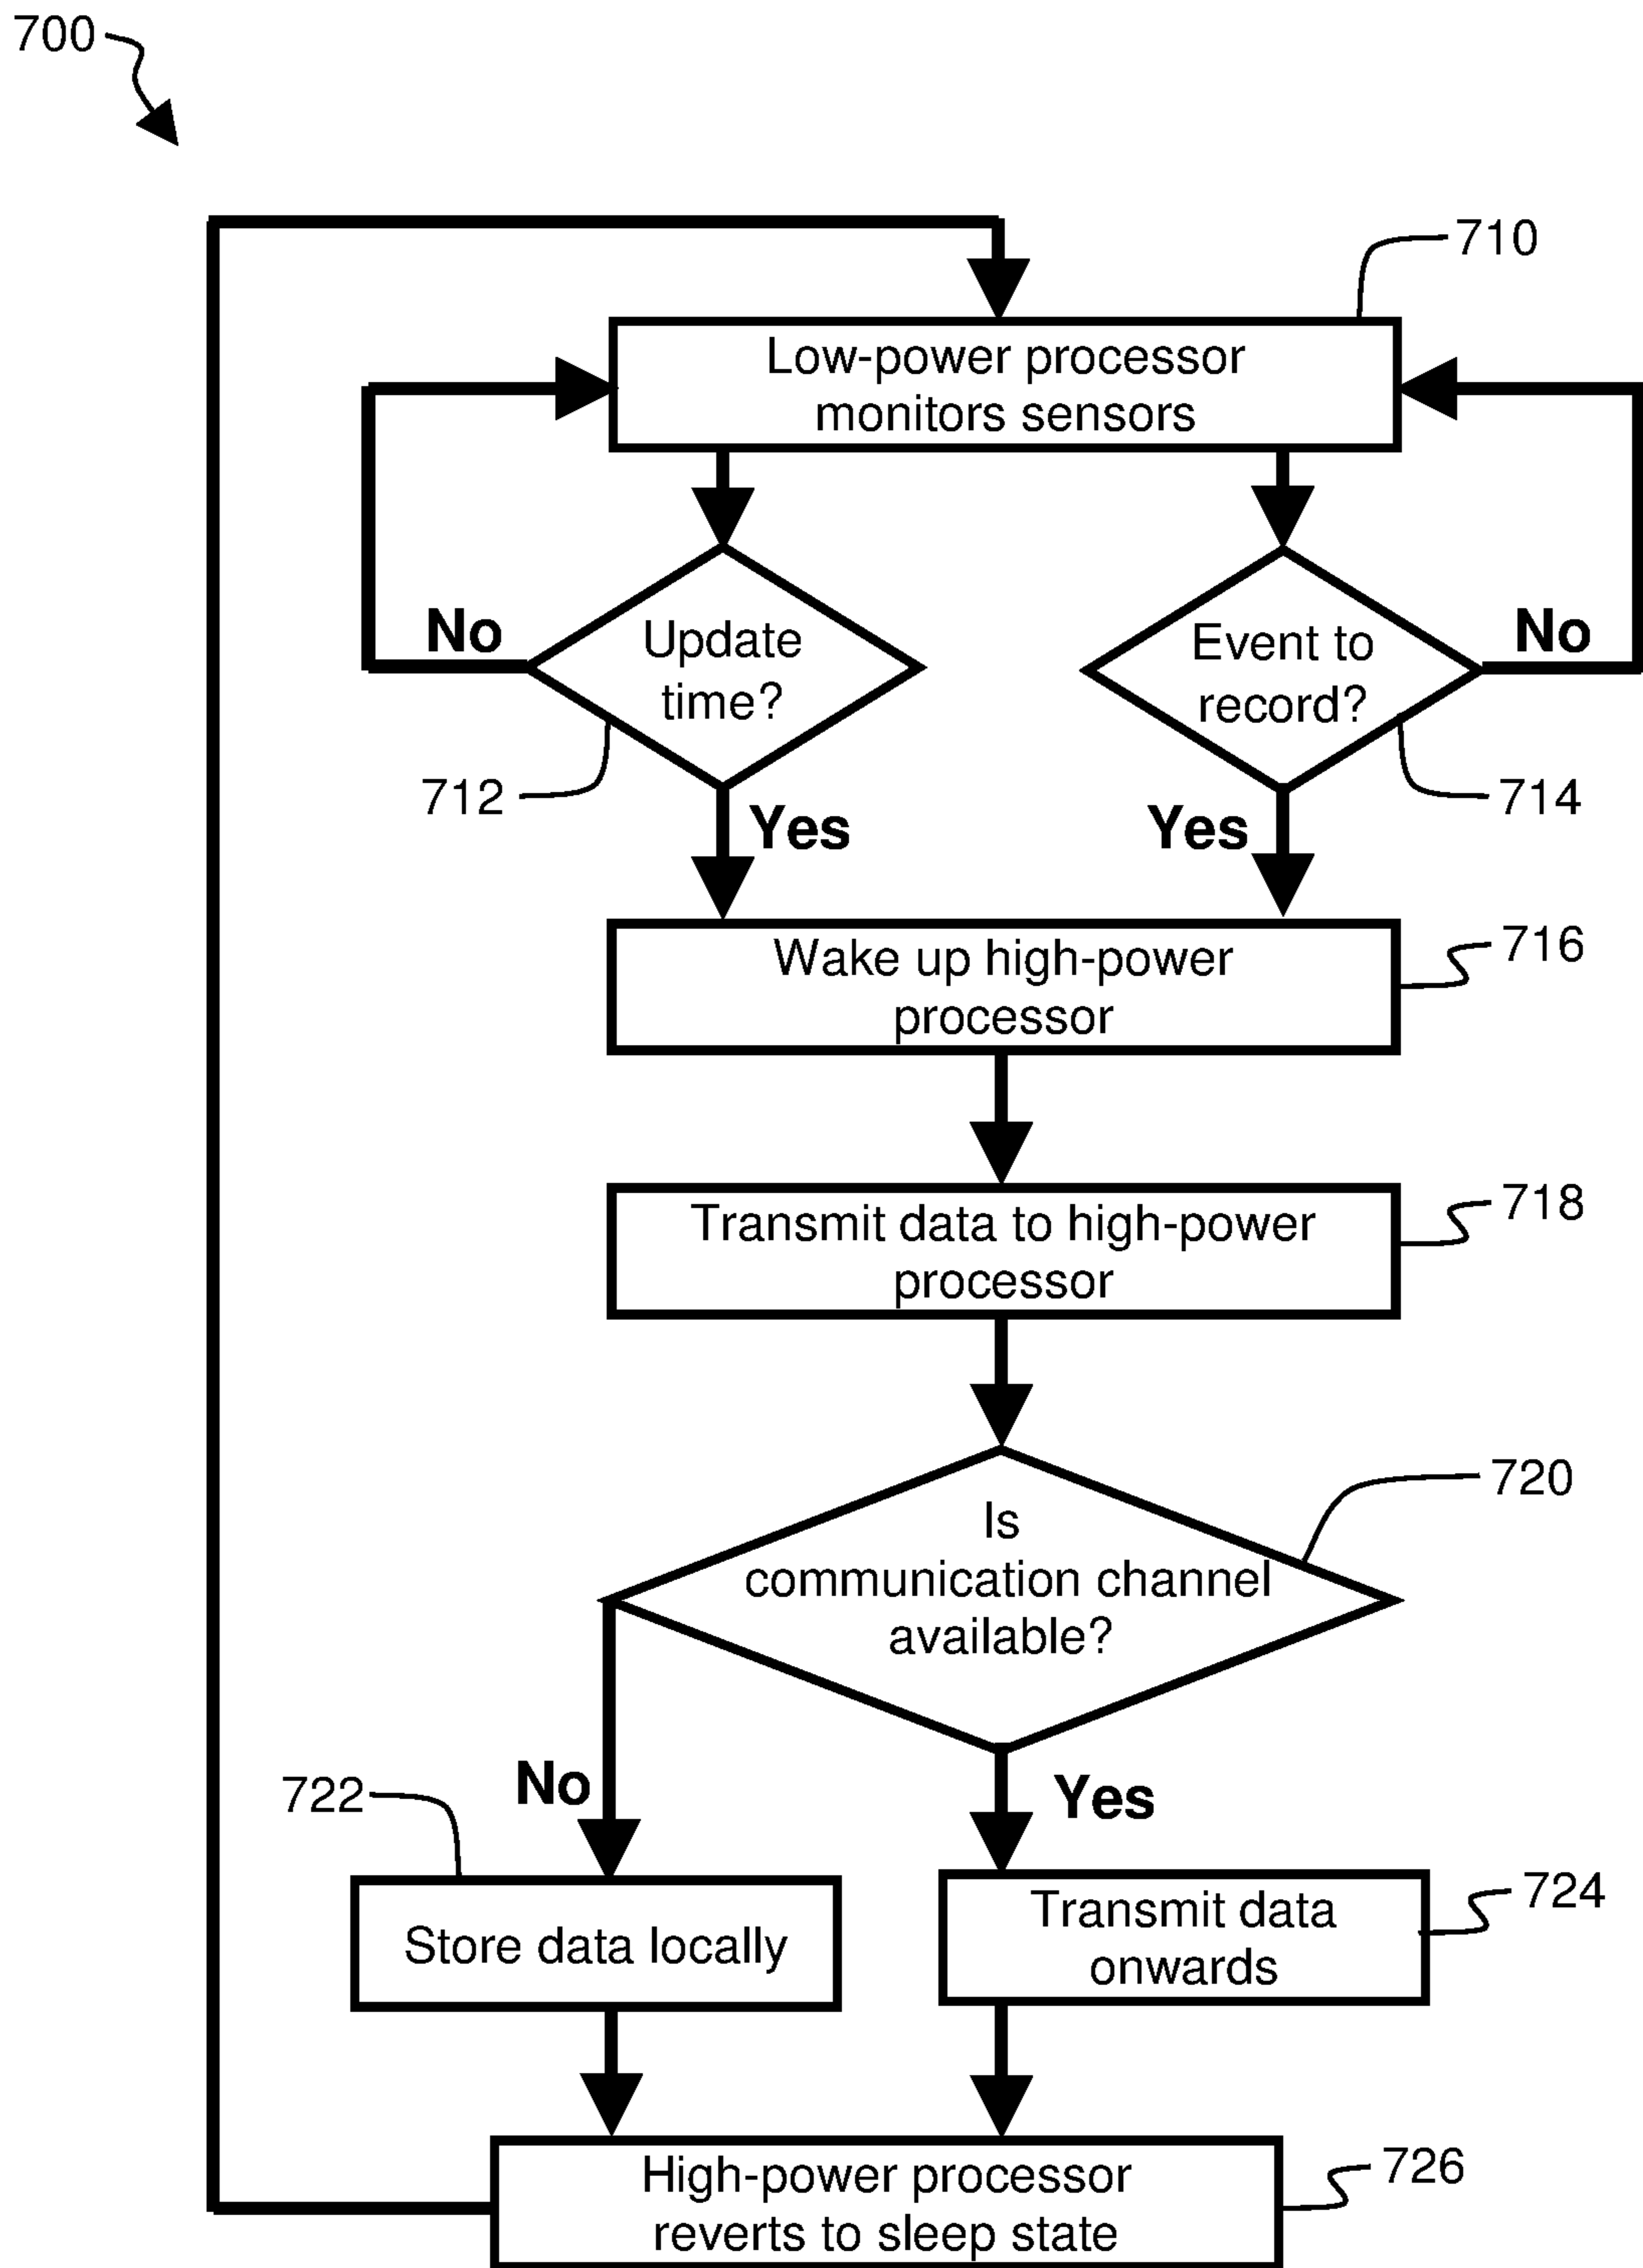 700
710
Low-power processor
monitors sensors
No
Update
time?
Event to
record?
No
712
Yes
Yes
714
Wake up high-power
processor
716
Transmit data to high-power
processor
718
Is
communication channel
available?
720
722
No
Yes
Store data locally
Transmit data
onwards
724
High-power processor
reverts to sleep state
726